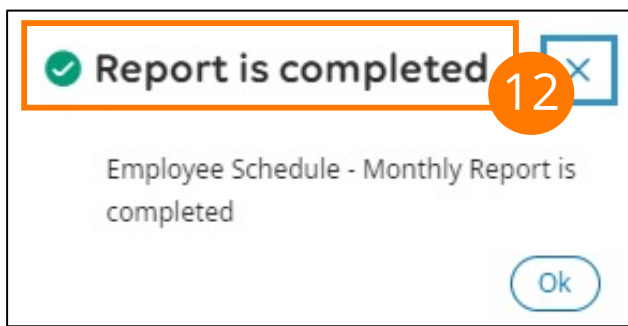 Report is completed
12
Employee Schedule - Monthly Report is
completed
Ok